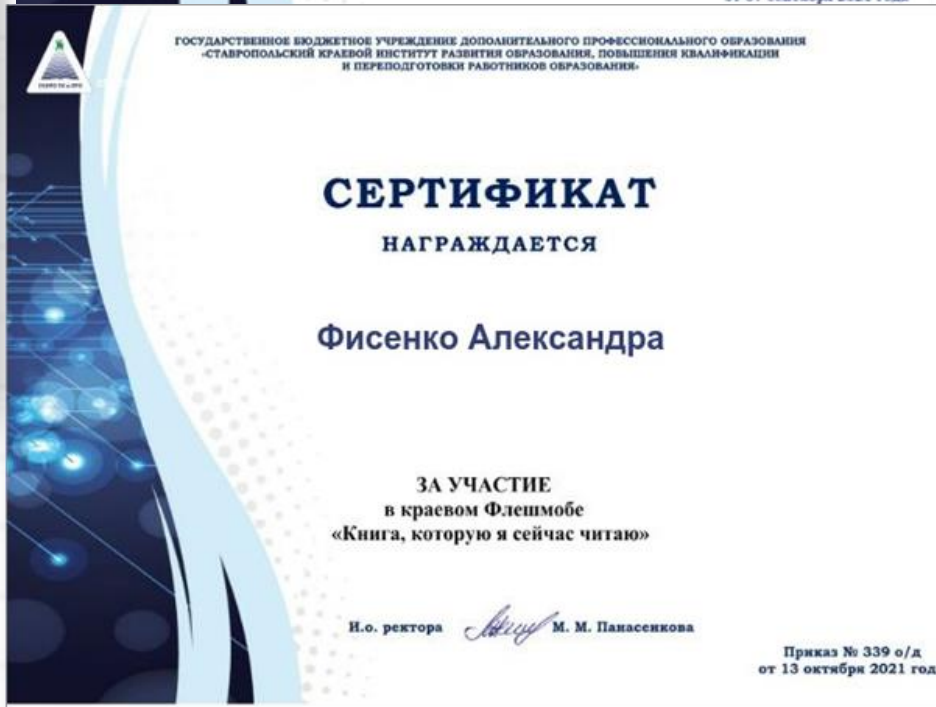 ГОСУДАРСТВЕННОЕ БЮДЖЕТНОЕ УЧРЕЖДЕНИЕ ДОПОЛНИТЕЛЬНОГО ПРОФЕССИОНАЛЬНОГО ОБРАЗОВАНИЯ
«СТАВРОПОЛЬСКИЙ КРАЕВОЙ ИНСТИТУТ РАЗВИТИЯ ОБРАЗОВАНИЯ, ПОВЫШЕНИЯ КВАЛИФИКАЦИИ
И ПЕРЕПОДГОТОВКИ РАБОТНИКОВ ОБРАЗОВАНИЯ»
СЕРТИФИКАТ
НАГРАЖДАЕТСЯ
Фисенко Александра
ЗА УЧАСТИЕ
в краевом Флешмобе
«Книга, которую я сейчас читаю»
И.о. ректора М. М. Панасенкова
Приказ № 339 о/д
от 13 октября 2021 год